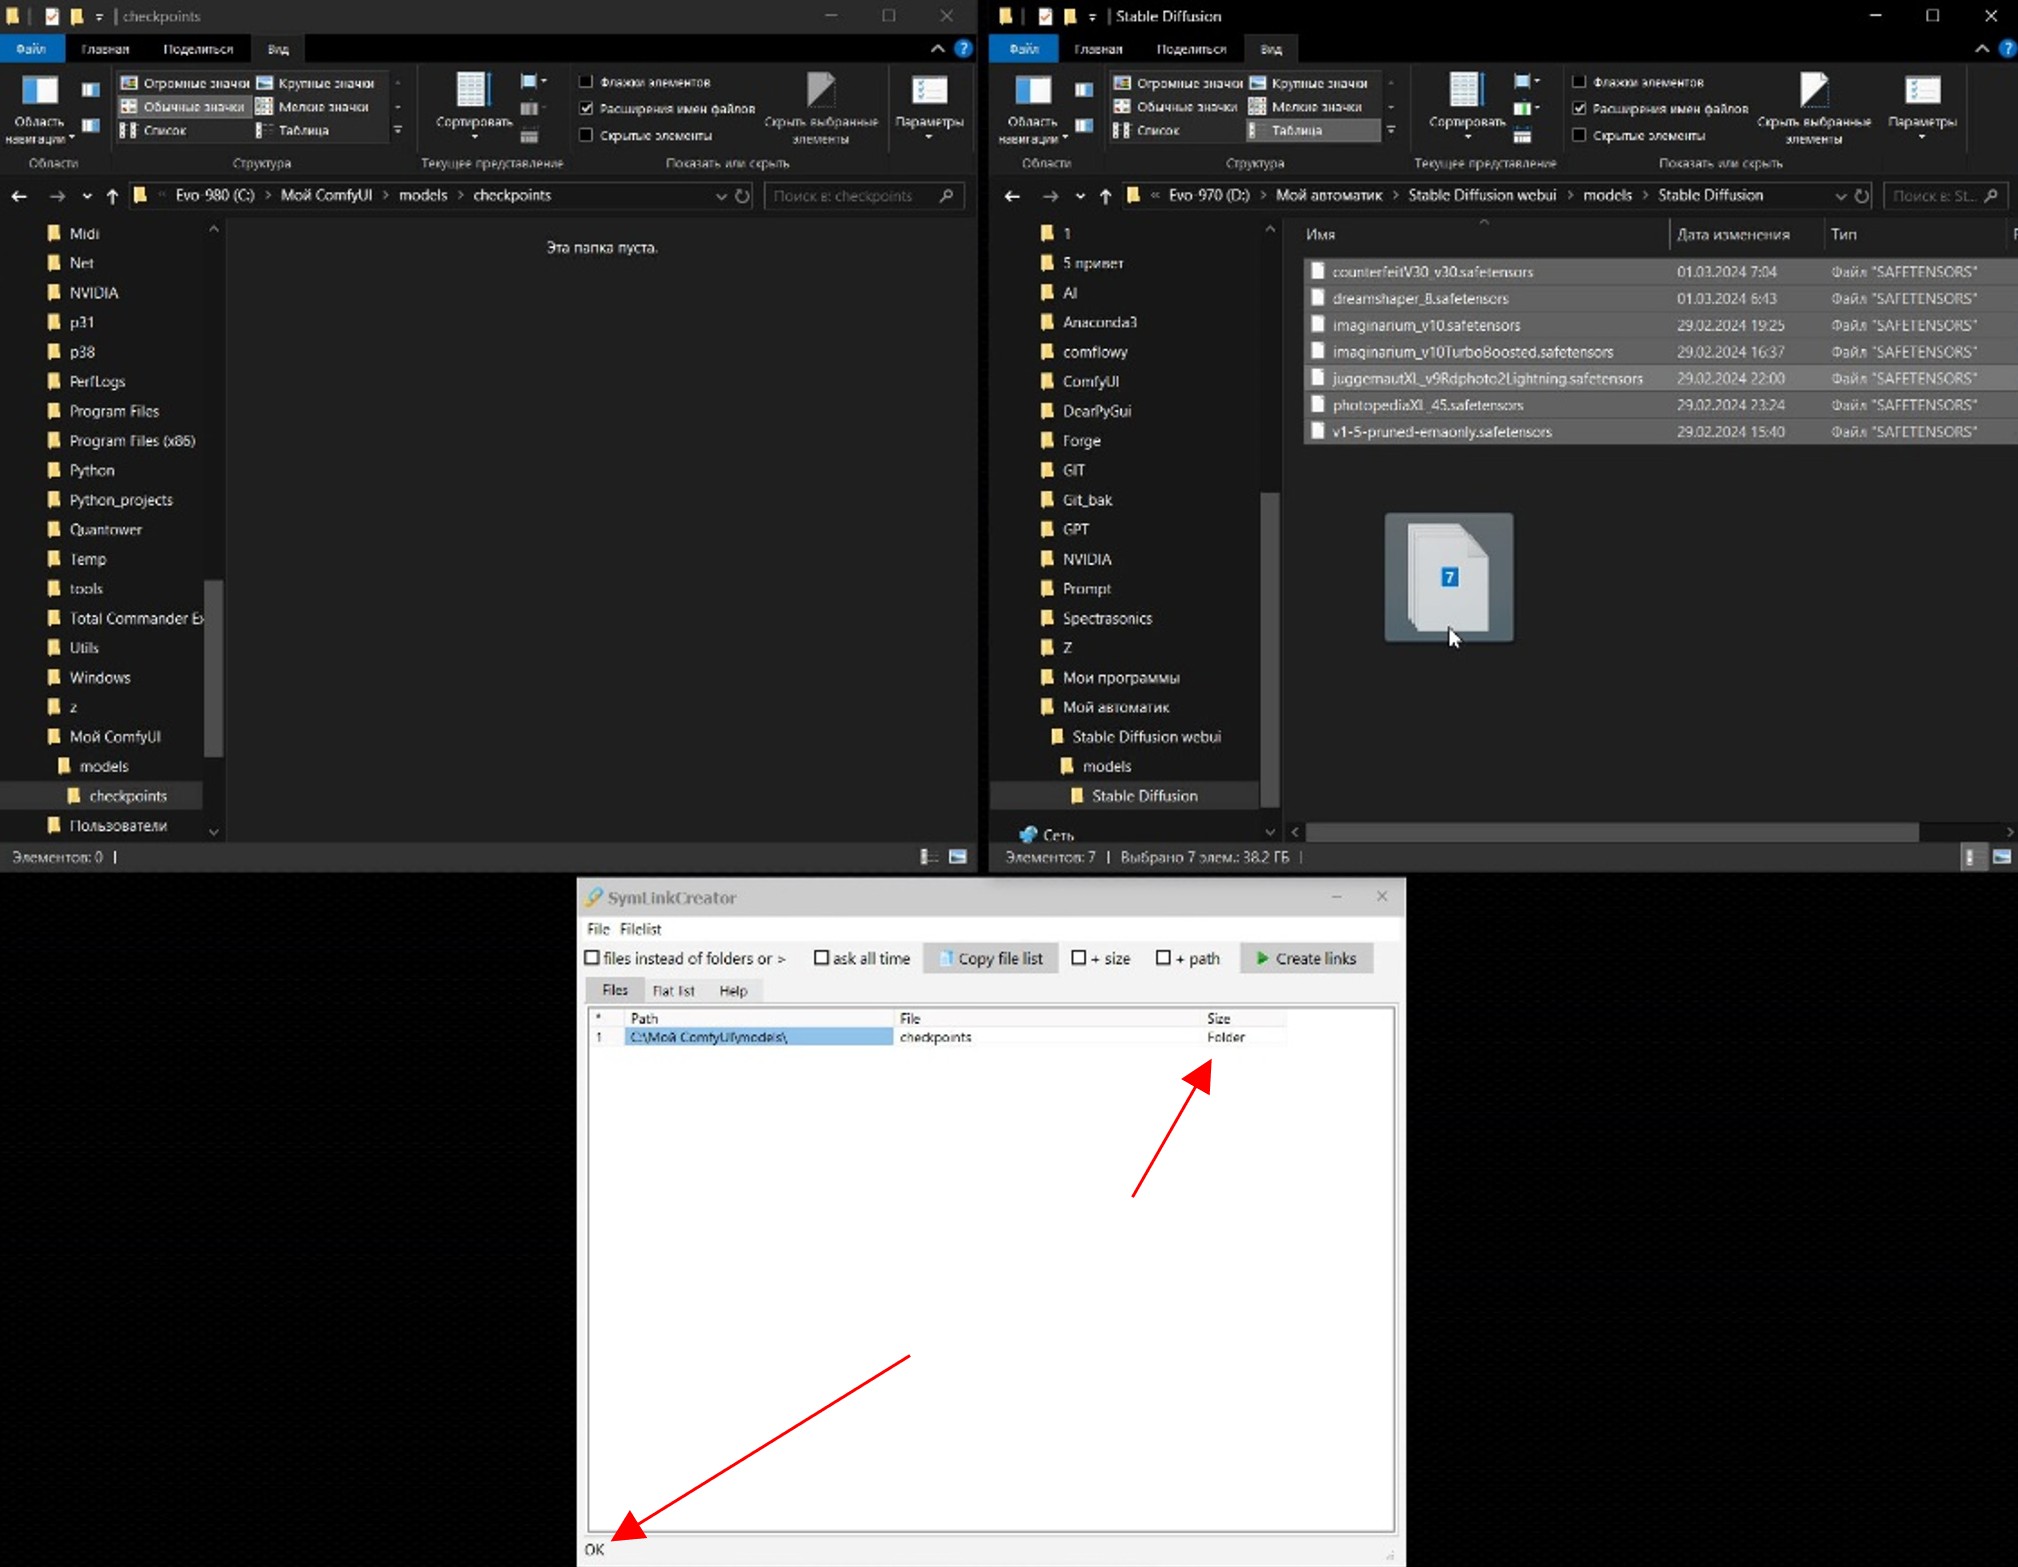 checkpoints
Файл Главная Поделиться Вид
Огромные значки Крупные значки
Обычные значки Мелкие значки
Список Таблица
Область навигации
Сортировать
Флажки элементов
Расширения имен файлов
Скрытые элементы
Скрыть выбранные элементы
Параметры
Области Структура Текущее представление Показать или скрыть
« Evo-980 (C:) > Мой ComfyUI > models > checkpoints
Поиск в: checkpoints
Midi
Net
NVIDIA
p31
p38
PerfLogs
Program Files
Program Files (x86)
Python
Python_projects
Quantower
Temp
tools
Total Commander Ex
Utils
Windows
z
Мой ComfyUI
models
checkpoints
Пользователи
Эта папка пуста.
Элементов: 0
Stable Diffusion
Файл Главная Поделиться Вид
Огромные значки Крупные значки
Обычные значки Мелкие значки
Список Таблица
Область навигации
Сортировать
Флажки элементов
Расширения имен файлов
Скрытые элементы
Скрыть выбранные элементы
Параметры
Области Структура Текущее представление Показать или скрыть
« Evo-970 (D:) > Мой автоматик > Stable Diffusion webui > models > Stable Diffusion
Поиск в: St...
1
5 привет
AI
Anaconda3
comflowy
ComfyUI
DearPyGui
Forge
GIT
Git_bak
GPT
NVIDIA
Prompt
Spectrasonics
Z
Мои программы
Мой автоматик
Stable Diffusion webui
models
Stable Diffusion
Сеть
Имя Дата изменения Тип
counterfeitV30_v30.safetensors 01.03.2024 7:04 Файл "SAFETENSORS"
dreamshaper_8.safetensors 01.03.2024 6:43 Файл "SAFETENSORS"
imaginarium_v10.safetensors 29.02.2024 19:25 Файл "SAFETENSORS"
imaginarium_v10TurboBoosted.safetensors 29.02.2024 16:37 Файл "SAFETENSORS"
juggernautXL_v9Rdphoto2Lightning.safetensors 29.02.2024 22:00 Файл "SAFETENSORS"
photopediaXL_45.safetensors 29.02.2024 23:24 Файл "SAFETENSORS"
v1-5-pruned-emaonly.safetensors 29.02.2024 15:40 Файл "SAFETENSORS"
7
Элементов: 7 Выбрано 7 элем.: 38.2 ГБ
SymLinkCreator
File Filelist
files instead of folders or > ask all time Copy file list + size + path Create links
Files Flat list Help
* Path File Size
1 C:\Мой ComfyUI\models\ checkpoints Folder
OK